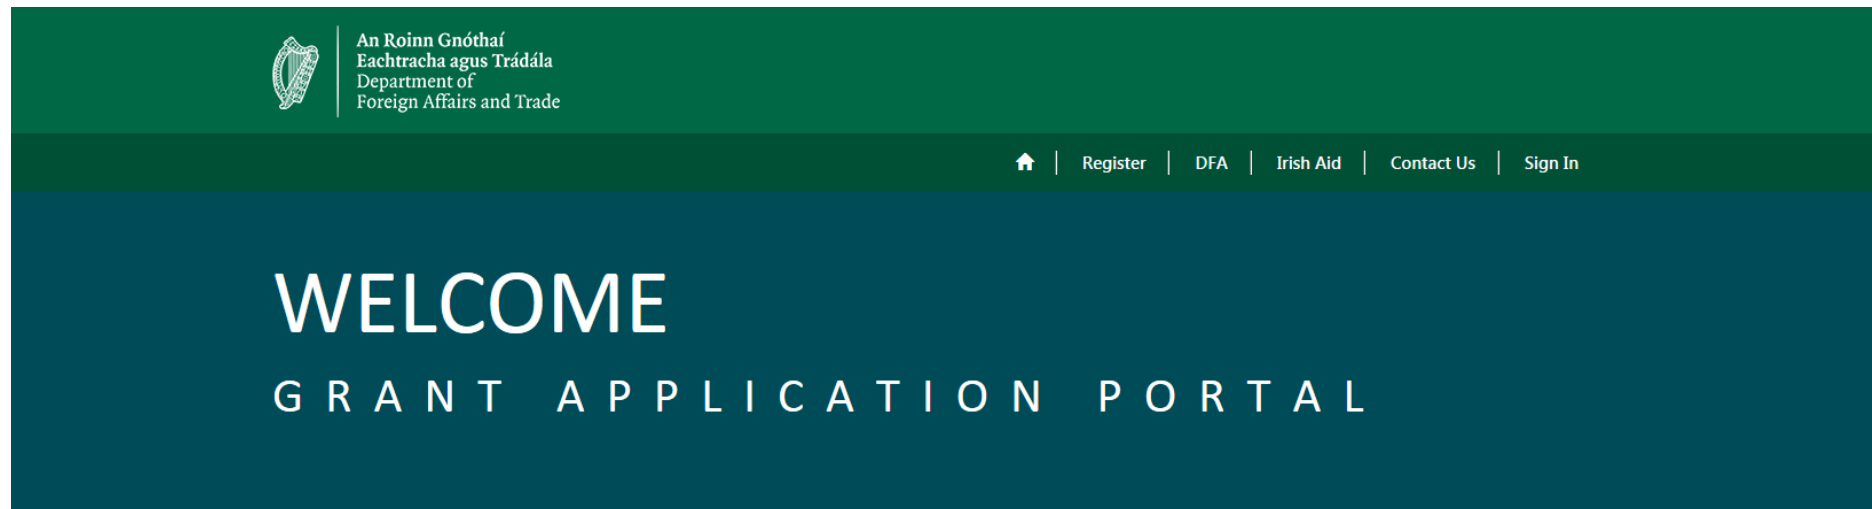 An Roinn Gnóthaí
Eachtracha agus Trádála
Department of
Foreign Affairs and Trade
Register | DFA | Irish Aid | Contact Us | Sign In
WELCOME
GRANT APPLICATION PORTAL